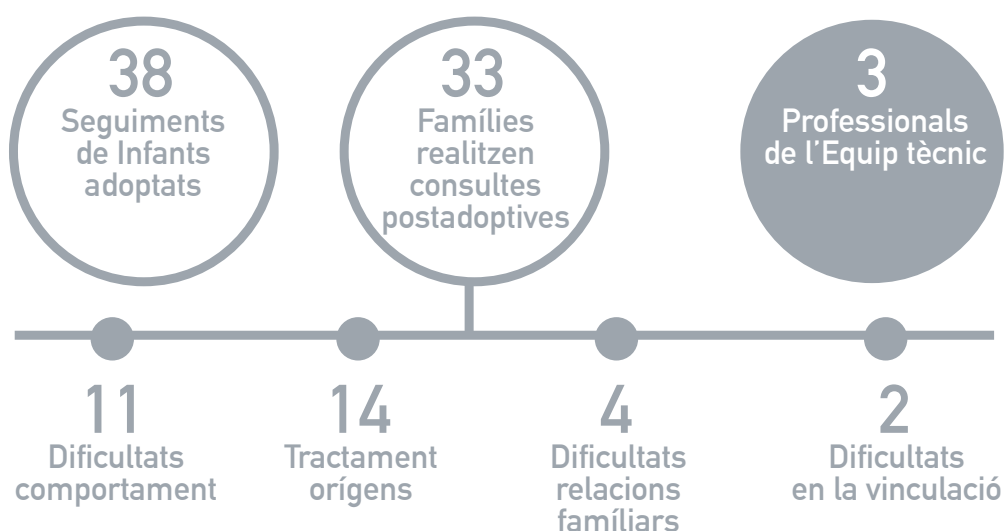 38
Seguiments
de Infants
adoptats
33
Famílies
realitzen
consultes
postadoptives
3
Professionals
de l'Equip tècnic
11
Dificultats
comportament
14
Tractament
orígens
4
Dificultats
relacions
famíliars
2
Dificultats
en la vinculació